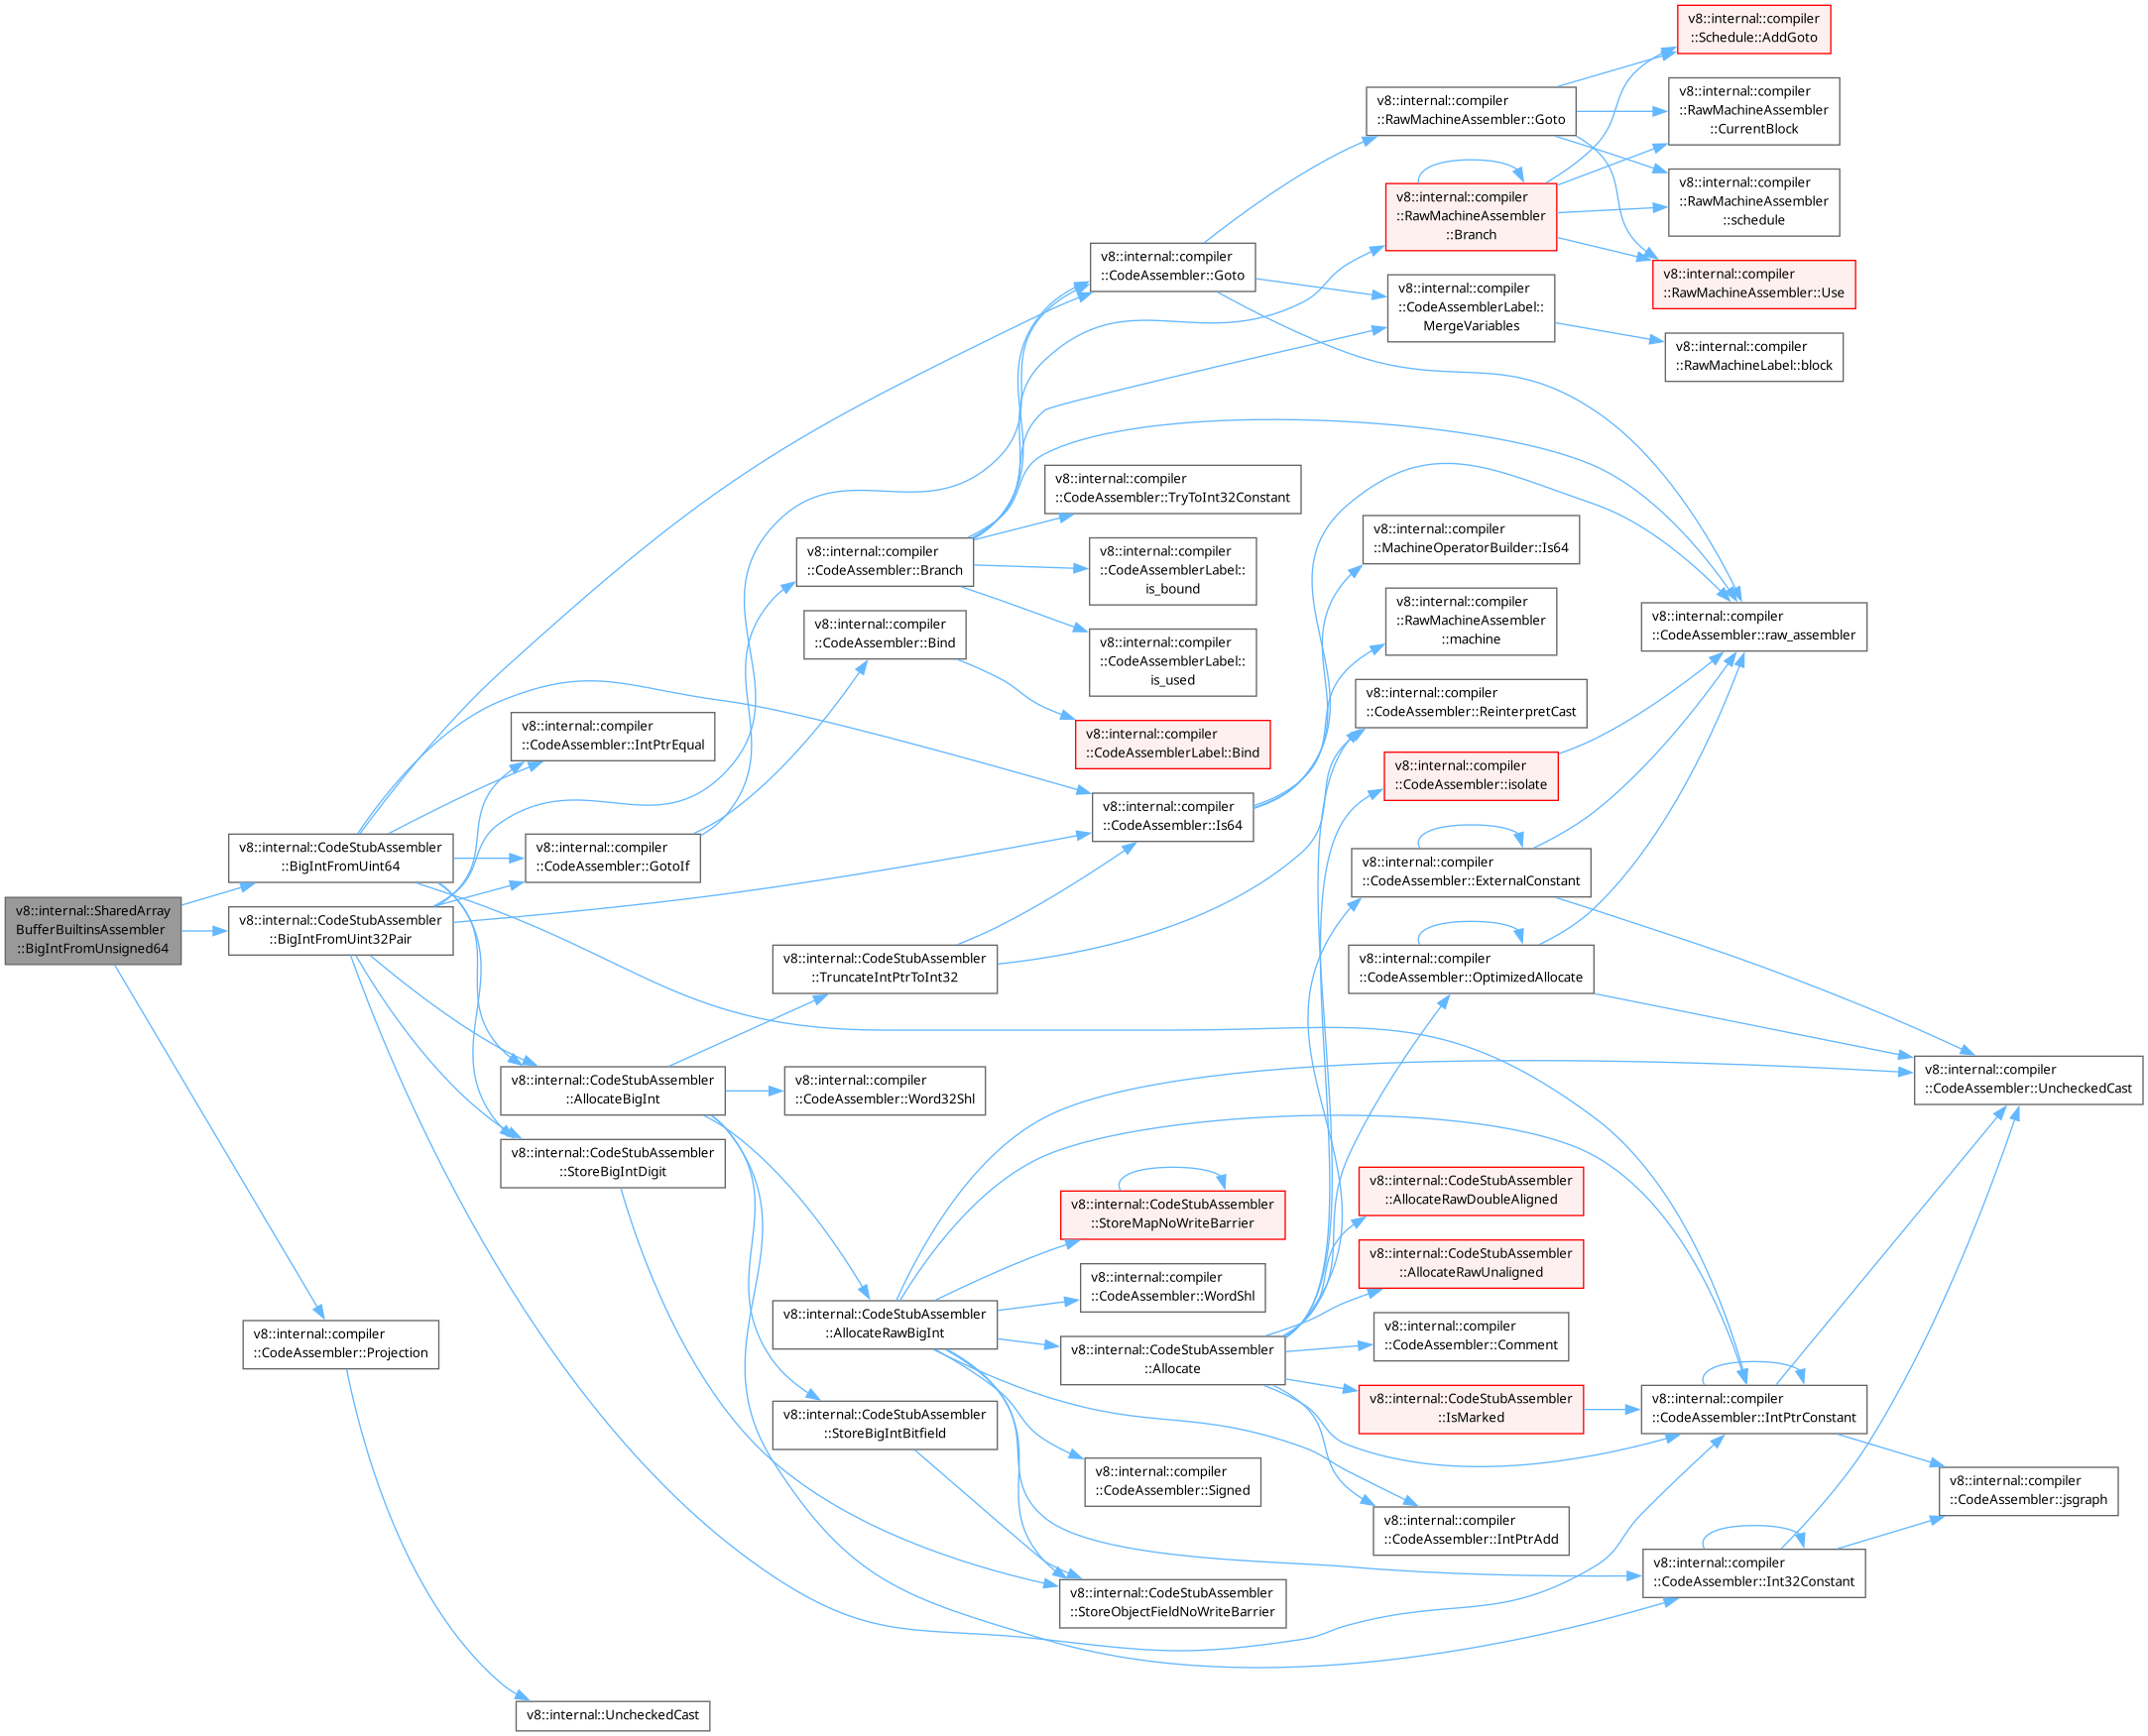 v8::internal::SharedArray
BufferBuiltinsAssembler
::BigIntFromUnsigned64
v8::internal::CodeStubAssembler
::BigIntFromUint64
v8::internal::CodeStubAssembler
::BigIntFromUint32Pair
v8::internal::compiler
::CodeAssembler::Projection
v8::internal::compiler
::CodeAssembler::IntPtrEqual
v8::internal::compiler
::CodeAssembler::GotoIf
v8::internal::CodeStubAssembler
::AllocateBigInt
v8::internal::CodeStubAssembler
::StoreBigIntDigit
v8::internal::UncheckedCast
v8::internal::compiler
::CodeAssembler::Branch
v8::internal::compiler
::CodeAssembler::Bind
v8::internal::CodeStubAssembler
::TruncateIntPtrToInt32
v8::internal::compiler
::CodeAssembler::Word32Shl
v8::internal::CodeStubAssembler
::AllocateRawBigInt
v8::internal::CodeStubAssembler
::StoreBigIntBitfield
v8::internal::compiler
::CodeAssembler::Goto
v8::internal::compiler
::CodeAssembler::TryToInt32Constant
v8::internal::compiler
::CodeAssemblerLabel::
is_bound
v8::internal::compiler
::CodeAssemblerLabel::
is_used
v8::internal::compiler
::CodeAssemblerLabel::Bind
v8::internal::compiler
::CodeAssembler::Is64
v8::internal::CodeStubAssembler
::StoreMapNoWriteBarrier
v8::internal::compiler
::CodeAssembler::WordShl
v8::internal::CodeStubAssembler
::Allocate
v8::internal::compiler
::CodeAssembler::Signed
v8::internal::CodeStubAssembler
::StoreObjectFieldNoWriteBarrier
v8::internal::compiler
::RawMachineAssembler::Goto
v8::internal::compiler
::RawMachineAssembler
::Branch
v8::internal::compiler
::CodeAssemblerLabel::
MergeVariables
v8::internal::compiler
::MachineOperatorBuilder::Is64
v8::internal::compiler
::RawMachineAssembler
::machine
v8::internal::compiler
::CodeAssembler::ReinterpretCast
v8::internal::compiler
::CodeAssembler::isolate
v8::internal::compiler
::CodeAssembler::ExternalConstant
v8::internal::compiler
::CodeAssembler::OptimizedAllocate
v8::internal::CodeStubAssembler
::AllocateRawDoubleAligned
v8::internal::CodeStubAssembler
::AllocateRawUnaligned
v8::internal::compiler
::CodeAssembler::Comment
v8::internal::CodeStubAssembler
::IsMarked
v8::internal::compiler
::CodeAssembler::IntPtrAdd
v8::internal::compiler
::Schedule::AddGoto
v8::internal::compiler
::RawMachineAssembler
::CurrentBlock
v8::internal::compiler
::RawMachineAssembler
::schedule
v8::internal::compiler
::RawMachineAssembler::Use
v8::internal::compiler
::RawMachineLabel::block
v8::internal::compiler
::CodeAssembler::raw_assembler
v8::internal::compiler
::CodeAssembler::IntPtrConstant
v8::internal::compiler
::CodeAssembler::Int32Constant
v8::internal::compiler
::CodeAssembler::UncheckedCast
v8::internal::compiler
::CodeAssembler::jsgraph